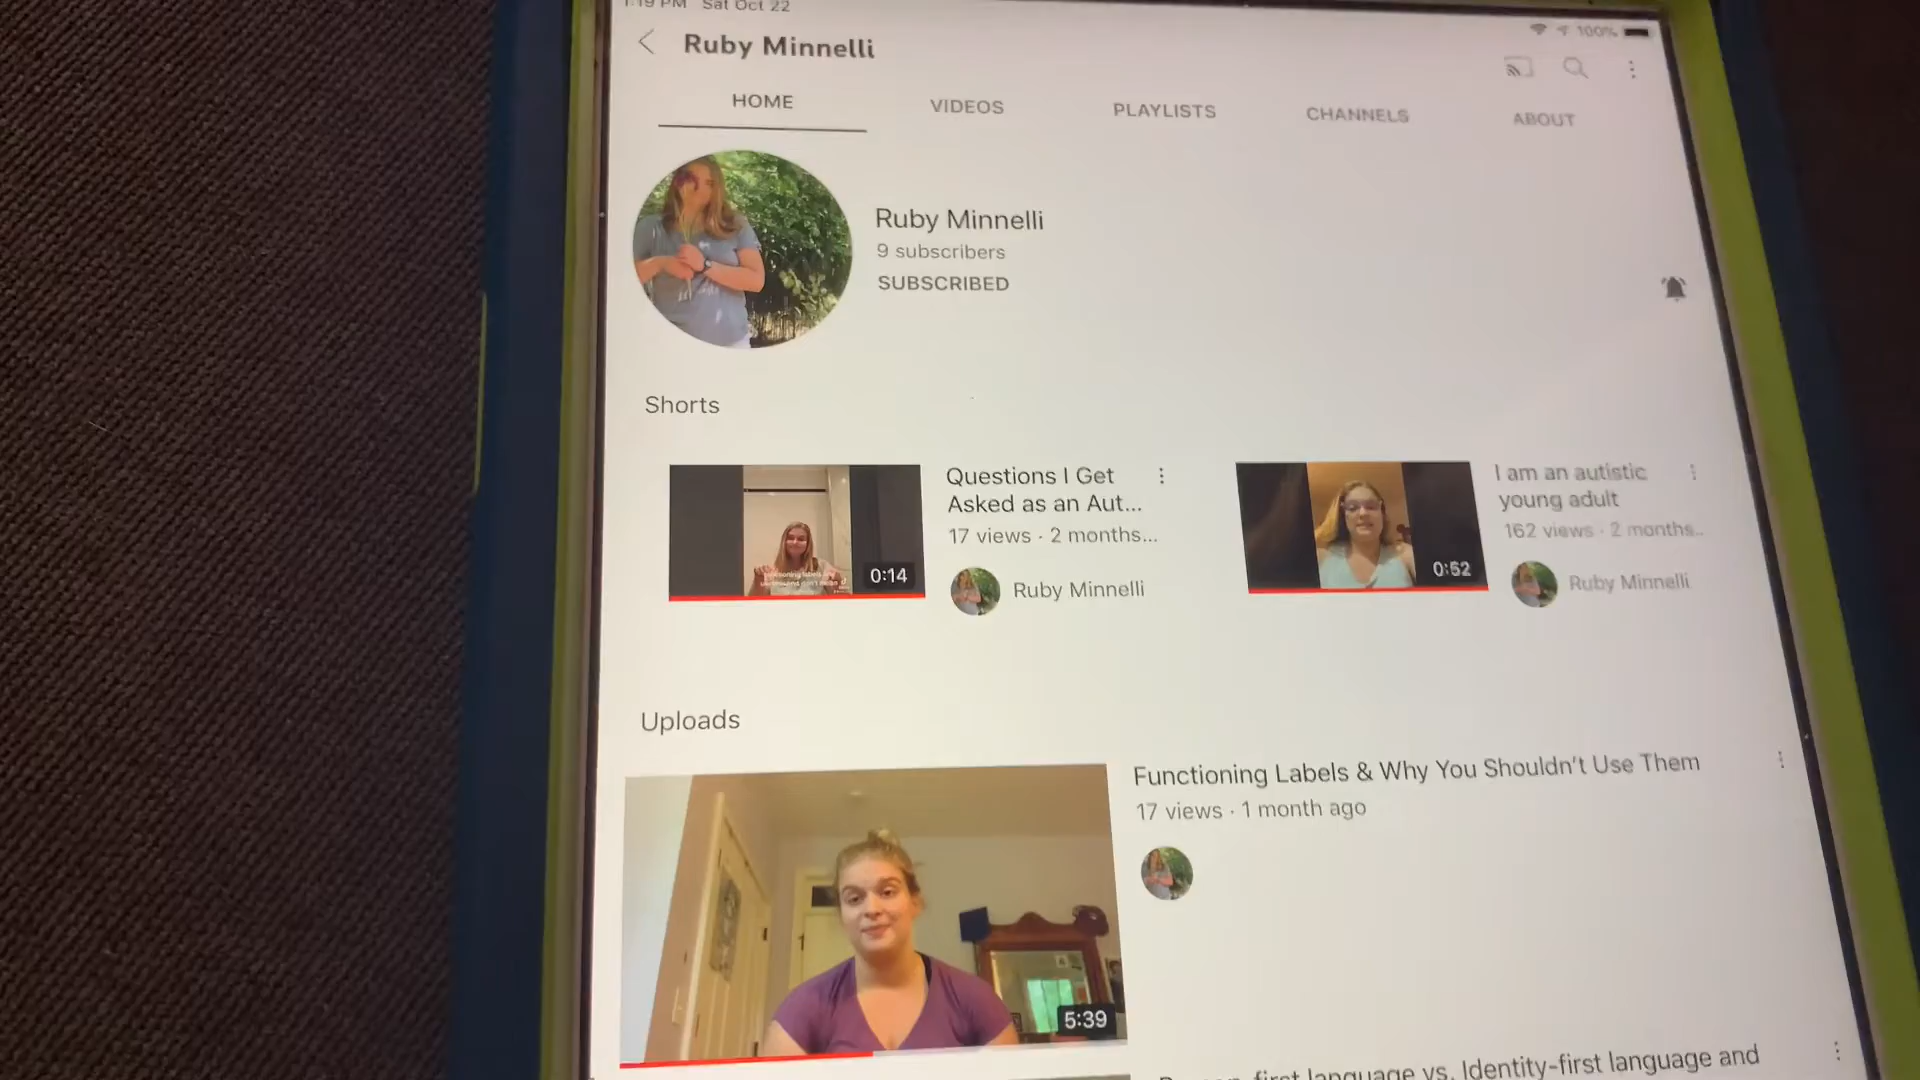 1:19 PM Sat Oct 22
100%
Ruby Minnelli
HOME VIDEOS PLAYLISTS CHANNELS ABOUT
Ruby Minnelli
9 subscribers
SUBSCRIBED
Shorts
Questions I Get
Asked as an Aut...
17 views · 2 months...
Ruby Minnelli
0:14
I am an autistic
young adult
162 views · 2 months..
Ruby Minnelli
0:52
Uploads
Functioning Labels & Why You Shouldn't Use Them
17 views · 1 month ago
5:39
first language vs. Identity-first language and